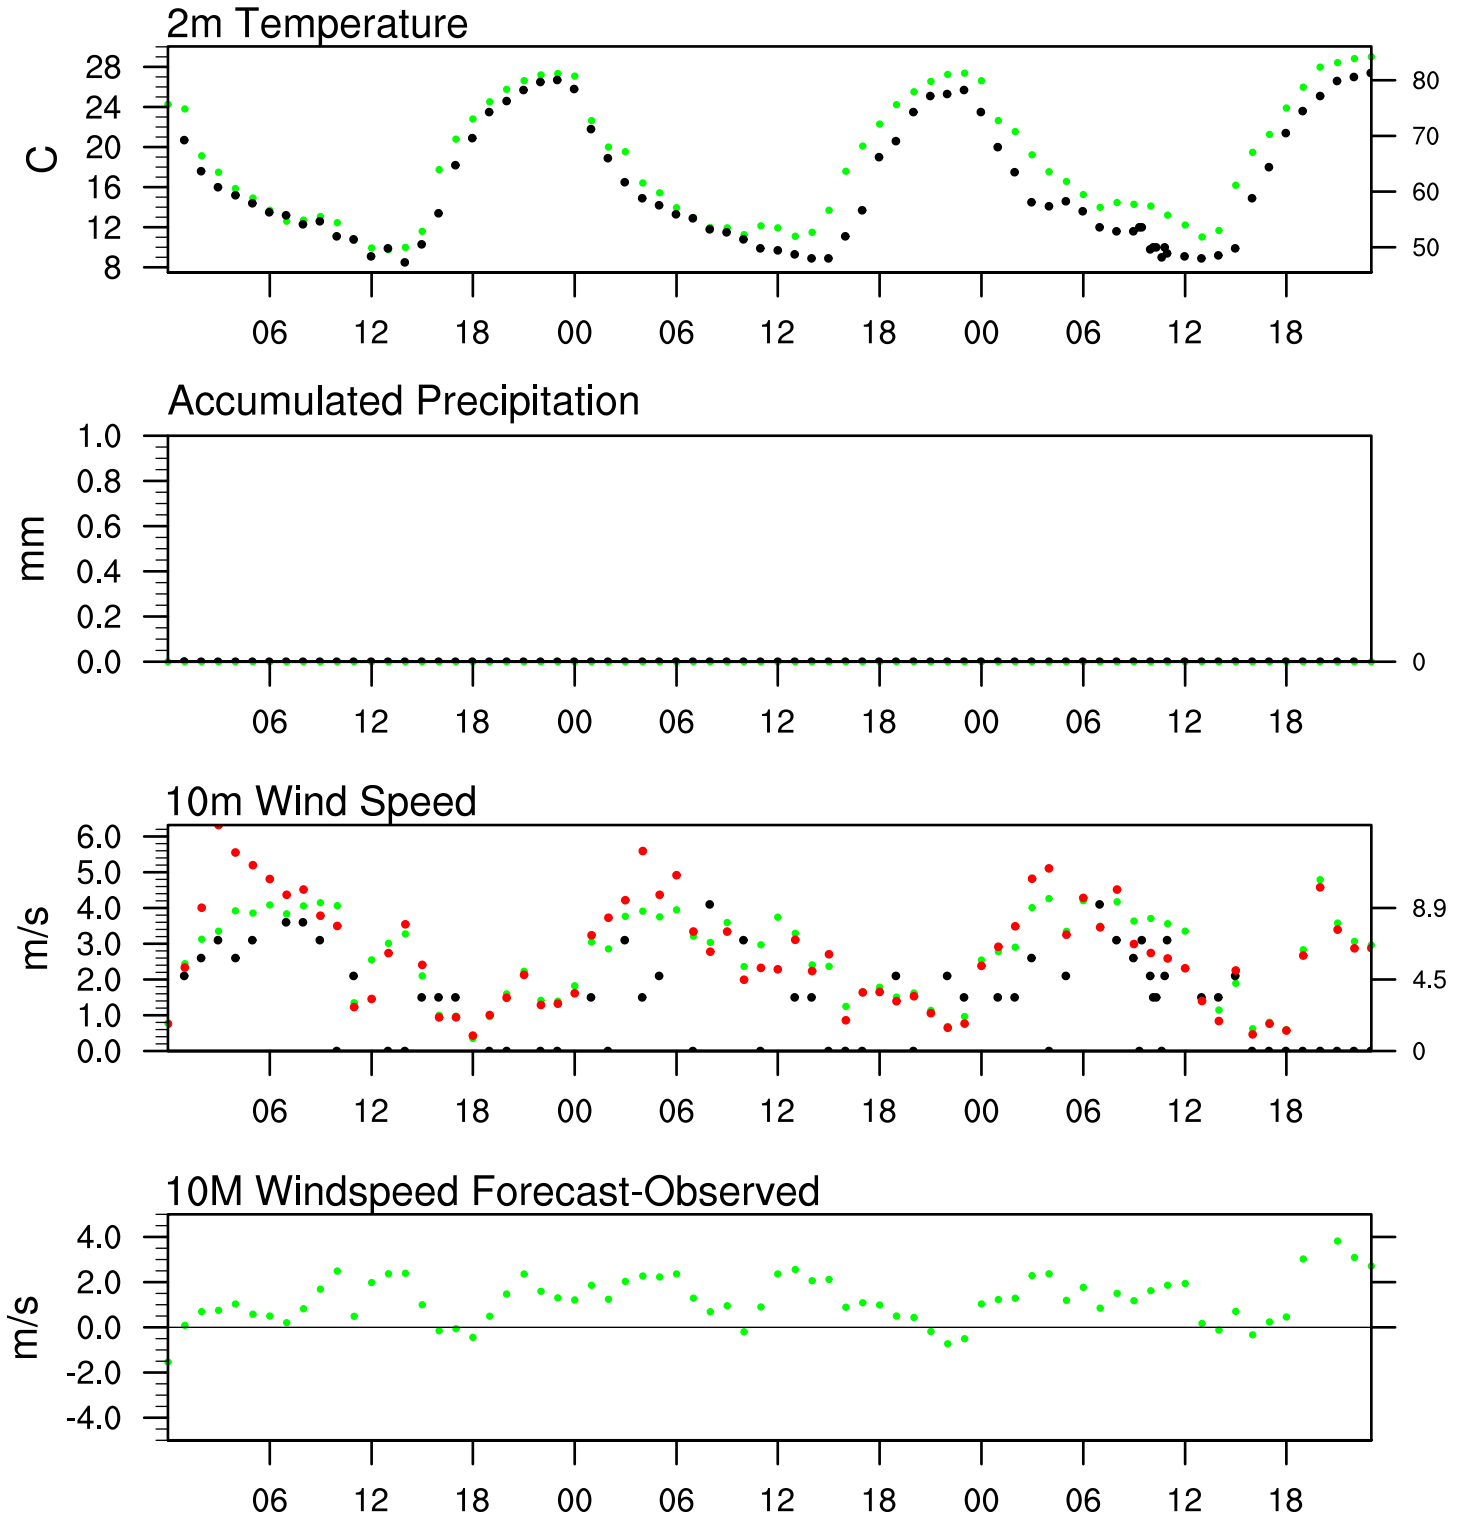 2m Temperature
28
24
20
16
12
8
C
80
70
60
50
06 12 18 00 06 12 18 00 06 12 18
Accumulated Precipitation
1.0
0.8
0.6
0.4
0.2
0.0
mm
0
06 12 18 00 06 12 18 00 06 12 18
10m Wind Speed
6.0
5.0
4.0
3.0
2.0
1.0
0.0
m/s
8.9
4.5
0
06 12 18 00 06 12 18 00 06 12 18
10M Windspeed Forecast-Observed
4.0
2.0
0.0
-2.0
-4.0
m/s
06 12 18 00 06 12 18 00 06 12 18